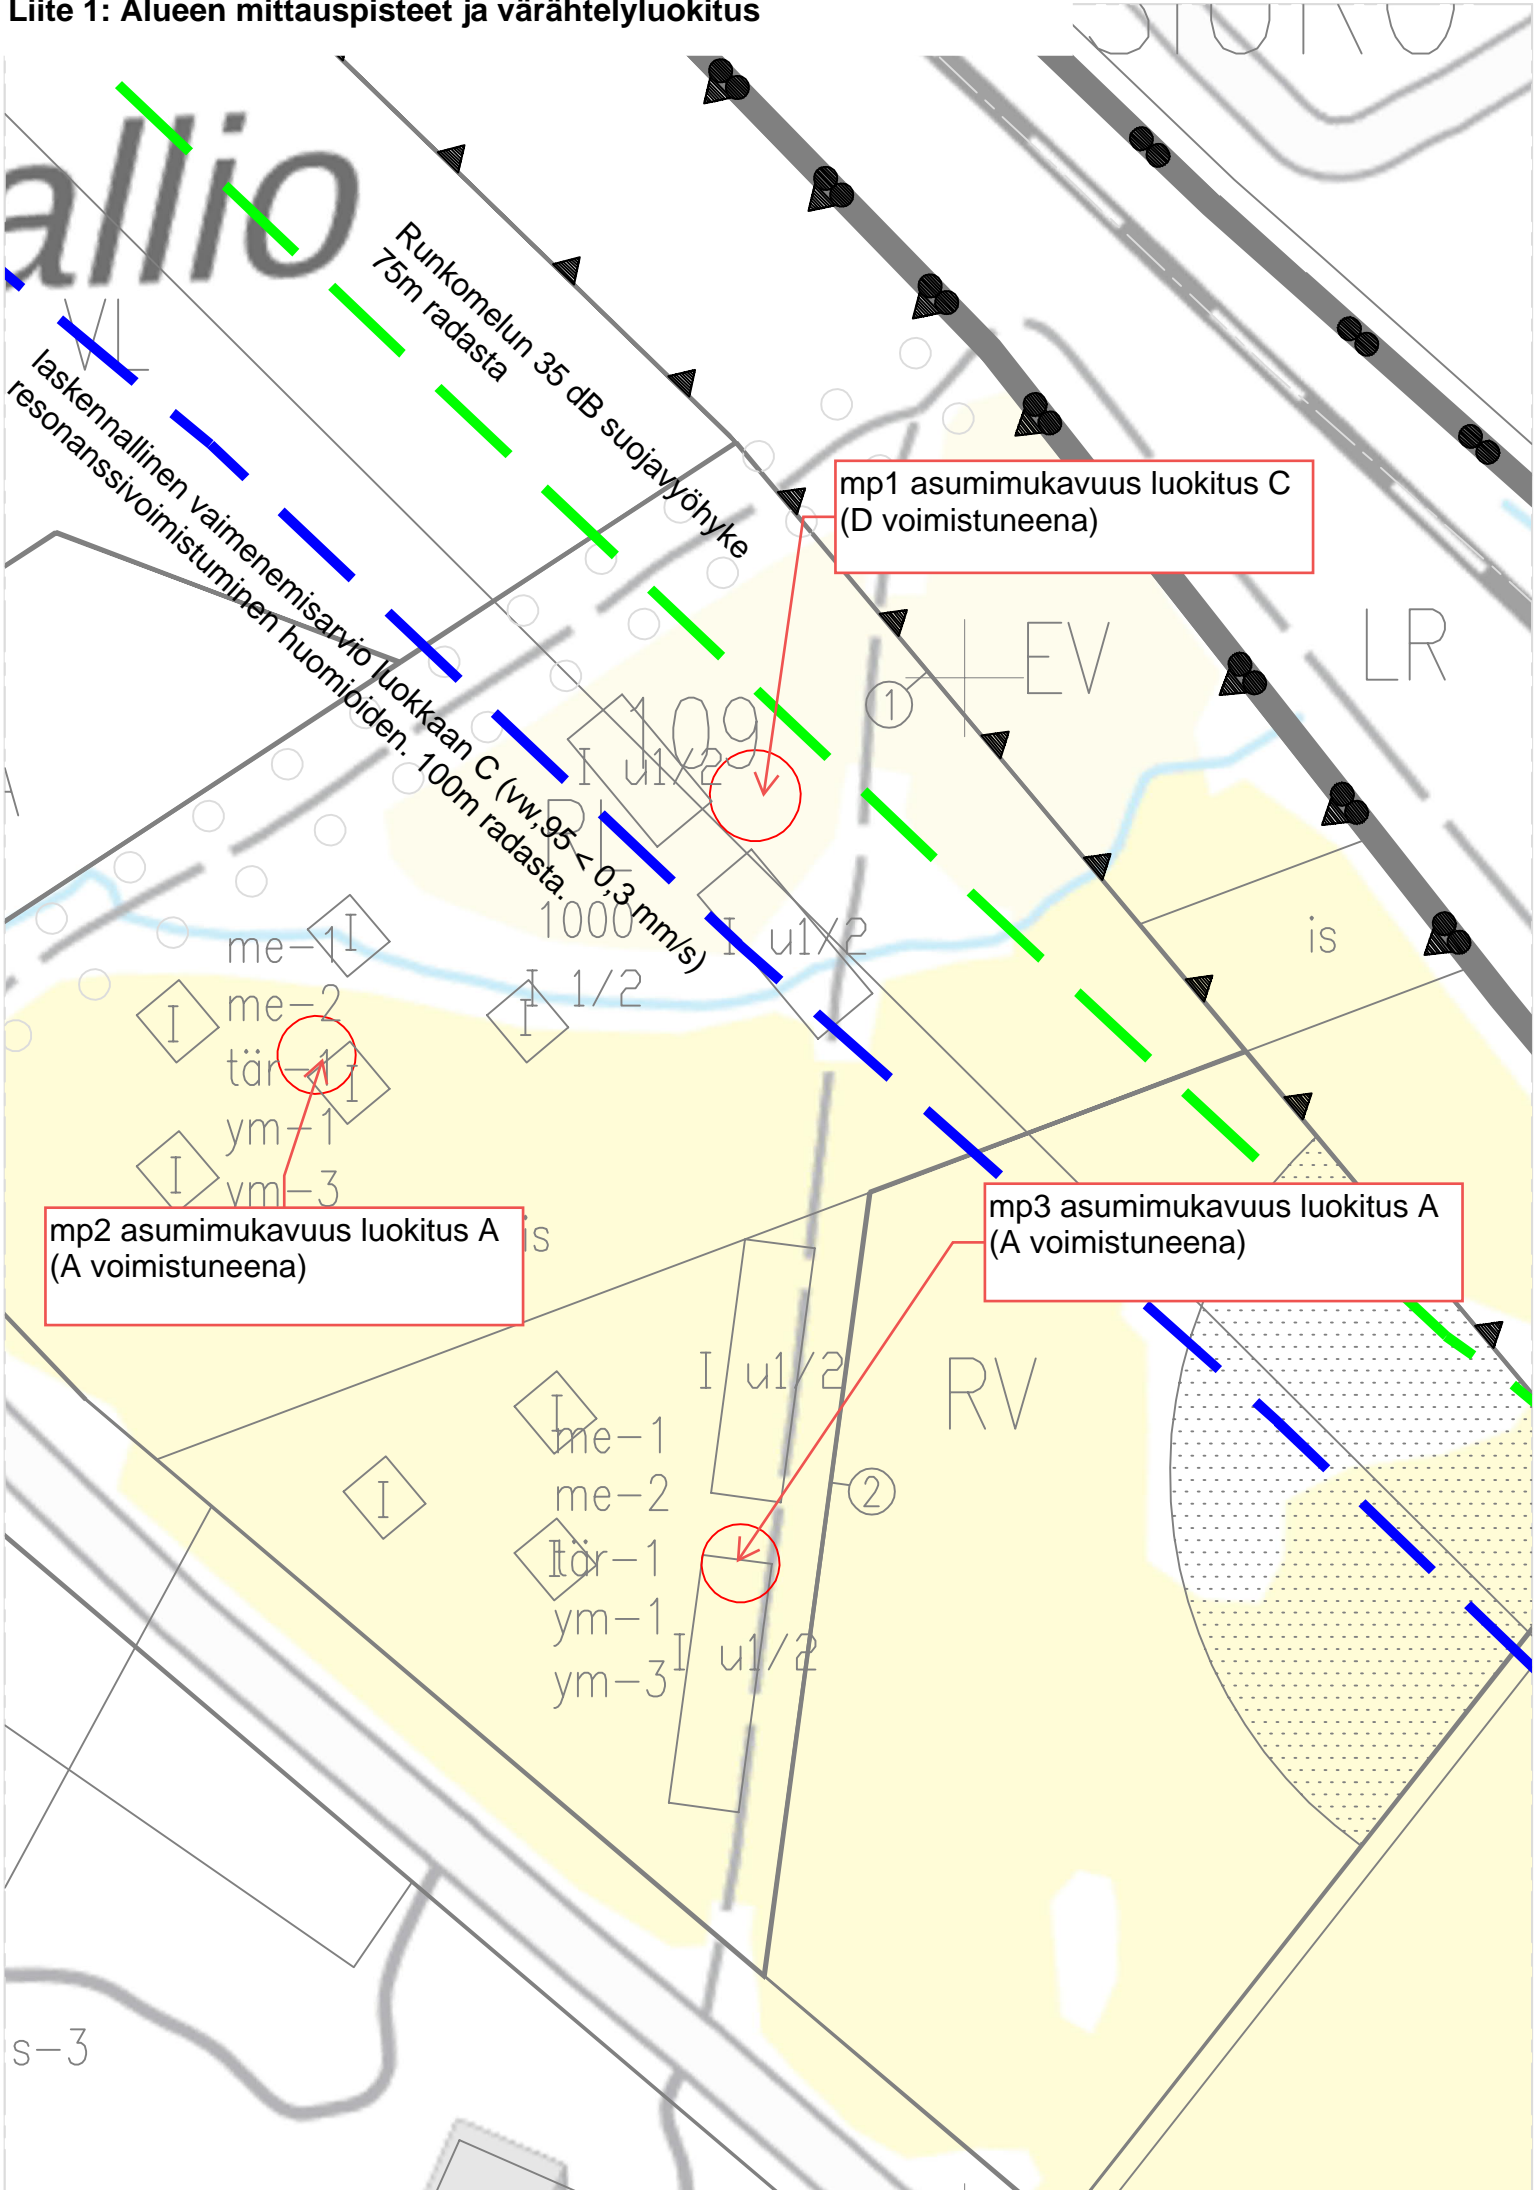 Liite 1: Alueen mittauspisteet ja värähtelyluokitus
allio
VL
Runkomelun 35 dB suojavyöhyke
75m radasta
laskennallinen vaimenemisarvio luokkaan C (vw,95 < 0,3 mm/s)
resonanssivoimistuminen huomioiden. 100m radasta.
mp1 asumimukavuus luokitus C
(D voimistuneena)
EV
LR
1
109
I u1/2
RL
1000
I u1/2
is
I 1/2
me-1
me-2
tär-1
ym-1
ym-3
I
I
I
I
I
is
mp2 asumimukavuus luokitus A
(A voimistuneena)
mp3 asumimukavuus luokitus A
(A voimistuneena)
I u1/2
RV
2
I
I
I
me-1
me-2
tär-1
ym-1
ym-3
I u1/2
s-3